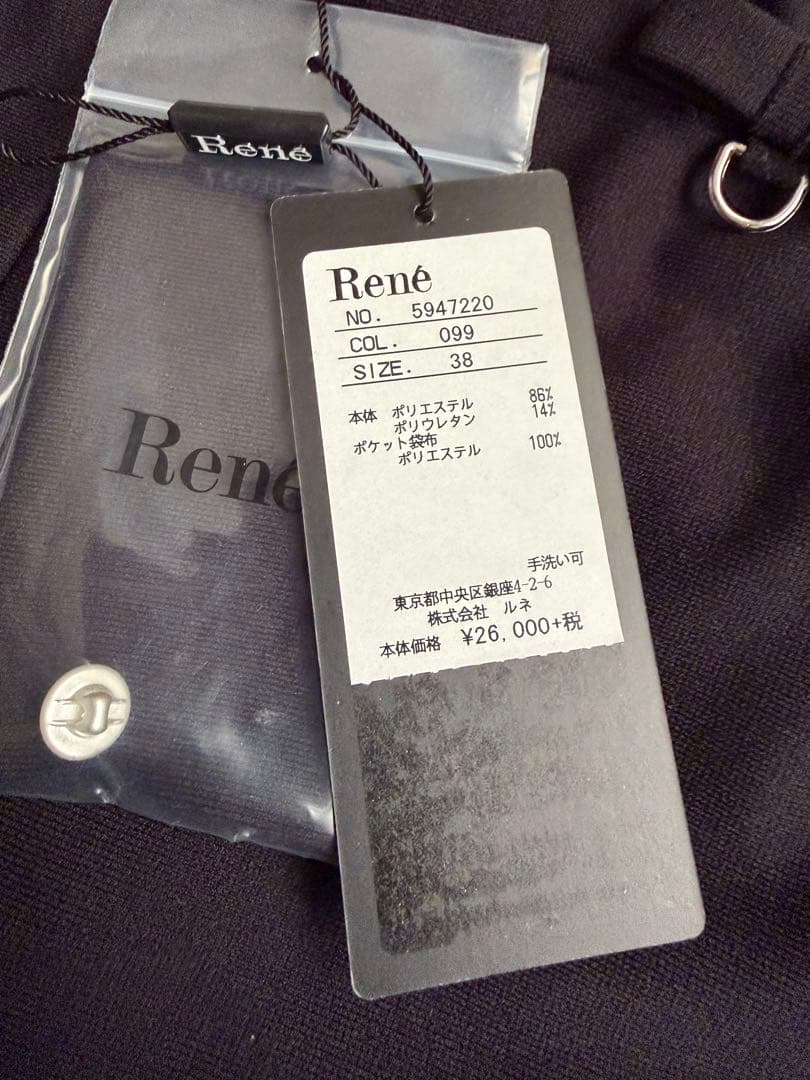 René
René
René
NO. 5947220
COL. 099
SIZE. 38
本体 ポリエステル 86%
ポリウレタン 14%
ポケット袋布
ポリエステル 100%
手洗い可
東京都中央区銀座4-2-6
株式会社 ルネ
本体価格 ¥26,000+税